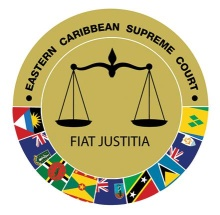 • EASTERN CARIBBEAN SUPREME COURT •
FIAT JUSTITIA